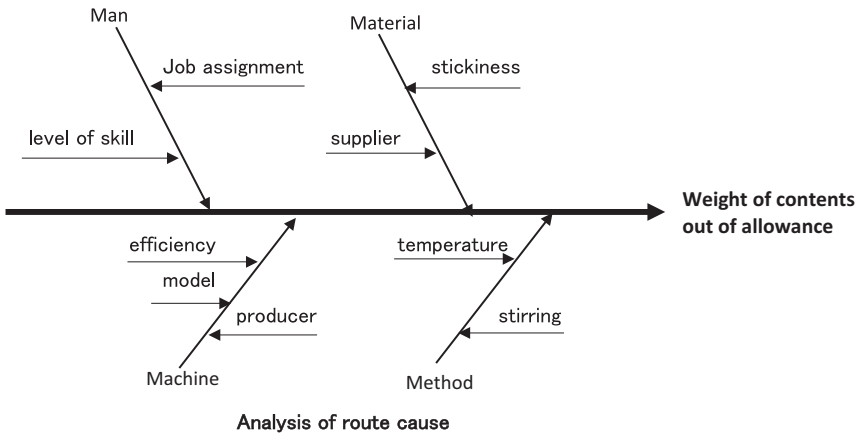 Man
Material
Job assignment
stickiness
level of skill
supplier
Weight of contents
out of allowance
efficiency
temperature
model
producer
stirring
Machine
Method
Analysis of route cause